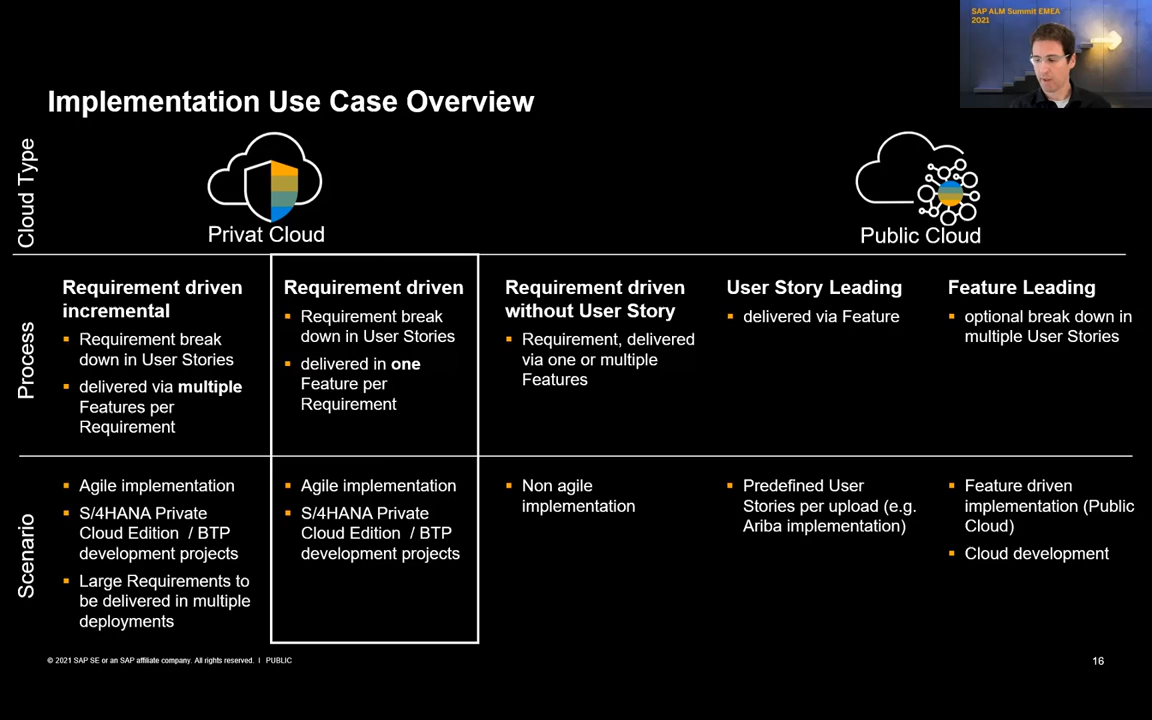 SAP ALM Summit EMEA
2021
Implementation Use Case Overview
Cloud Type
Privat Cloud
Public Cloud
Process
Requirement driven
incremental
Requirement break
down in User Stories
delivered via multiple
Features per
Requirement
Requirement driven
Requirement break
down in User Stories
delivered in one
Feature per
Requirement
Requirement driven
without User Story
Requirement, delivered
via one or multiple
Features
User Story Leading
delivered via Feature
Feature Leading
optional break down in
multiple User Stories
Scenario
Agile implementation
S/4HANA Private
Cloud Edition / BTP
development projects
Large Requirements to
be delivered in multiple
deployments
Agile implementation
S/4HANA Private
Cloud Edition / BTP
development projects
Non agile
implementation
Predefined User
Stories per upload (e.g.
Ariba implementation)
Feature driven
implementation (Public
Cloud)
Cloud development
© 2021 SAP SE or an SAP affiliate company. All rights reserved. I PUBLIC
16